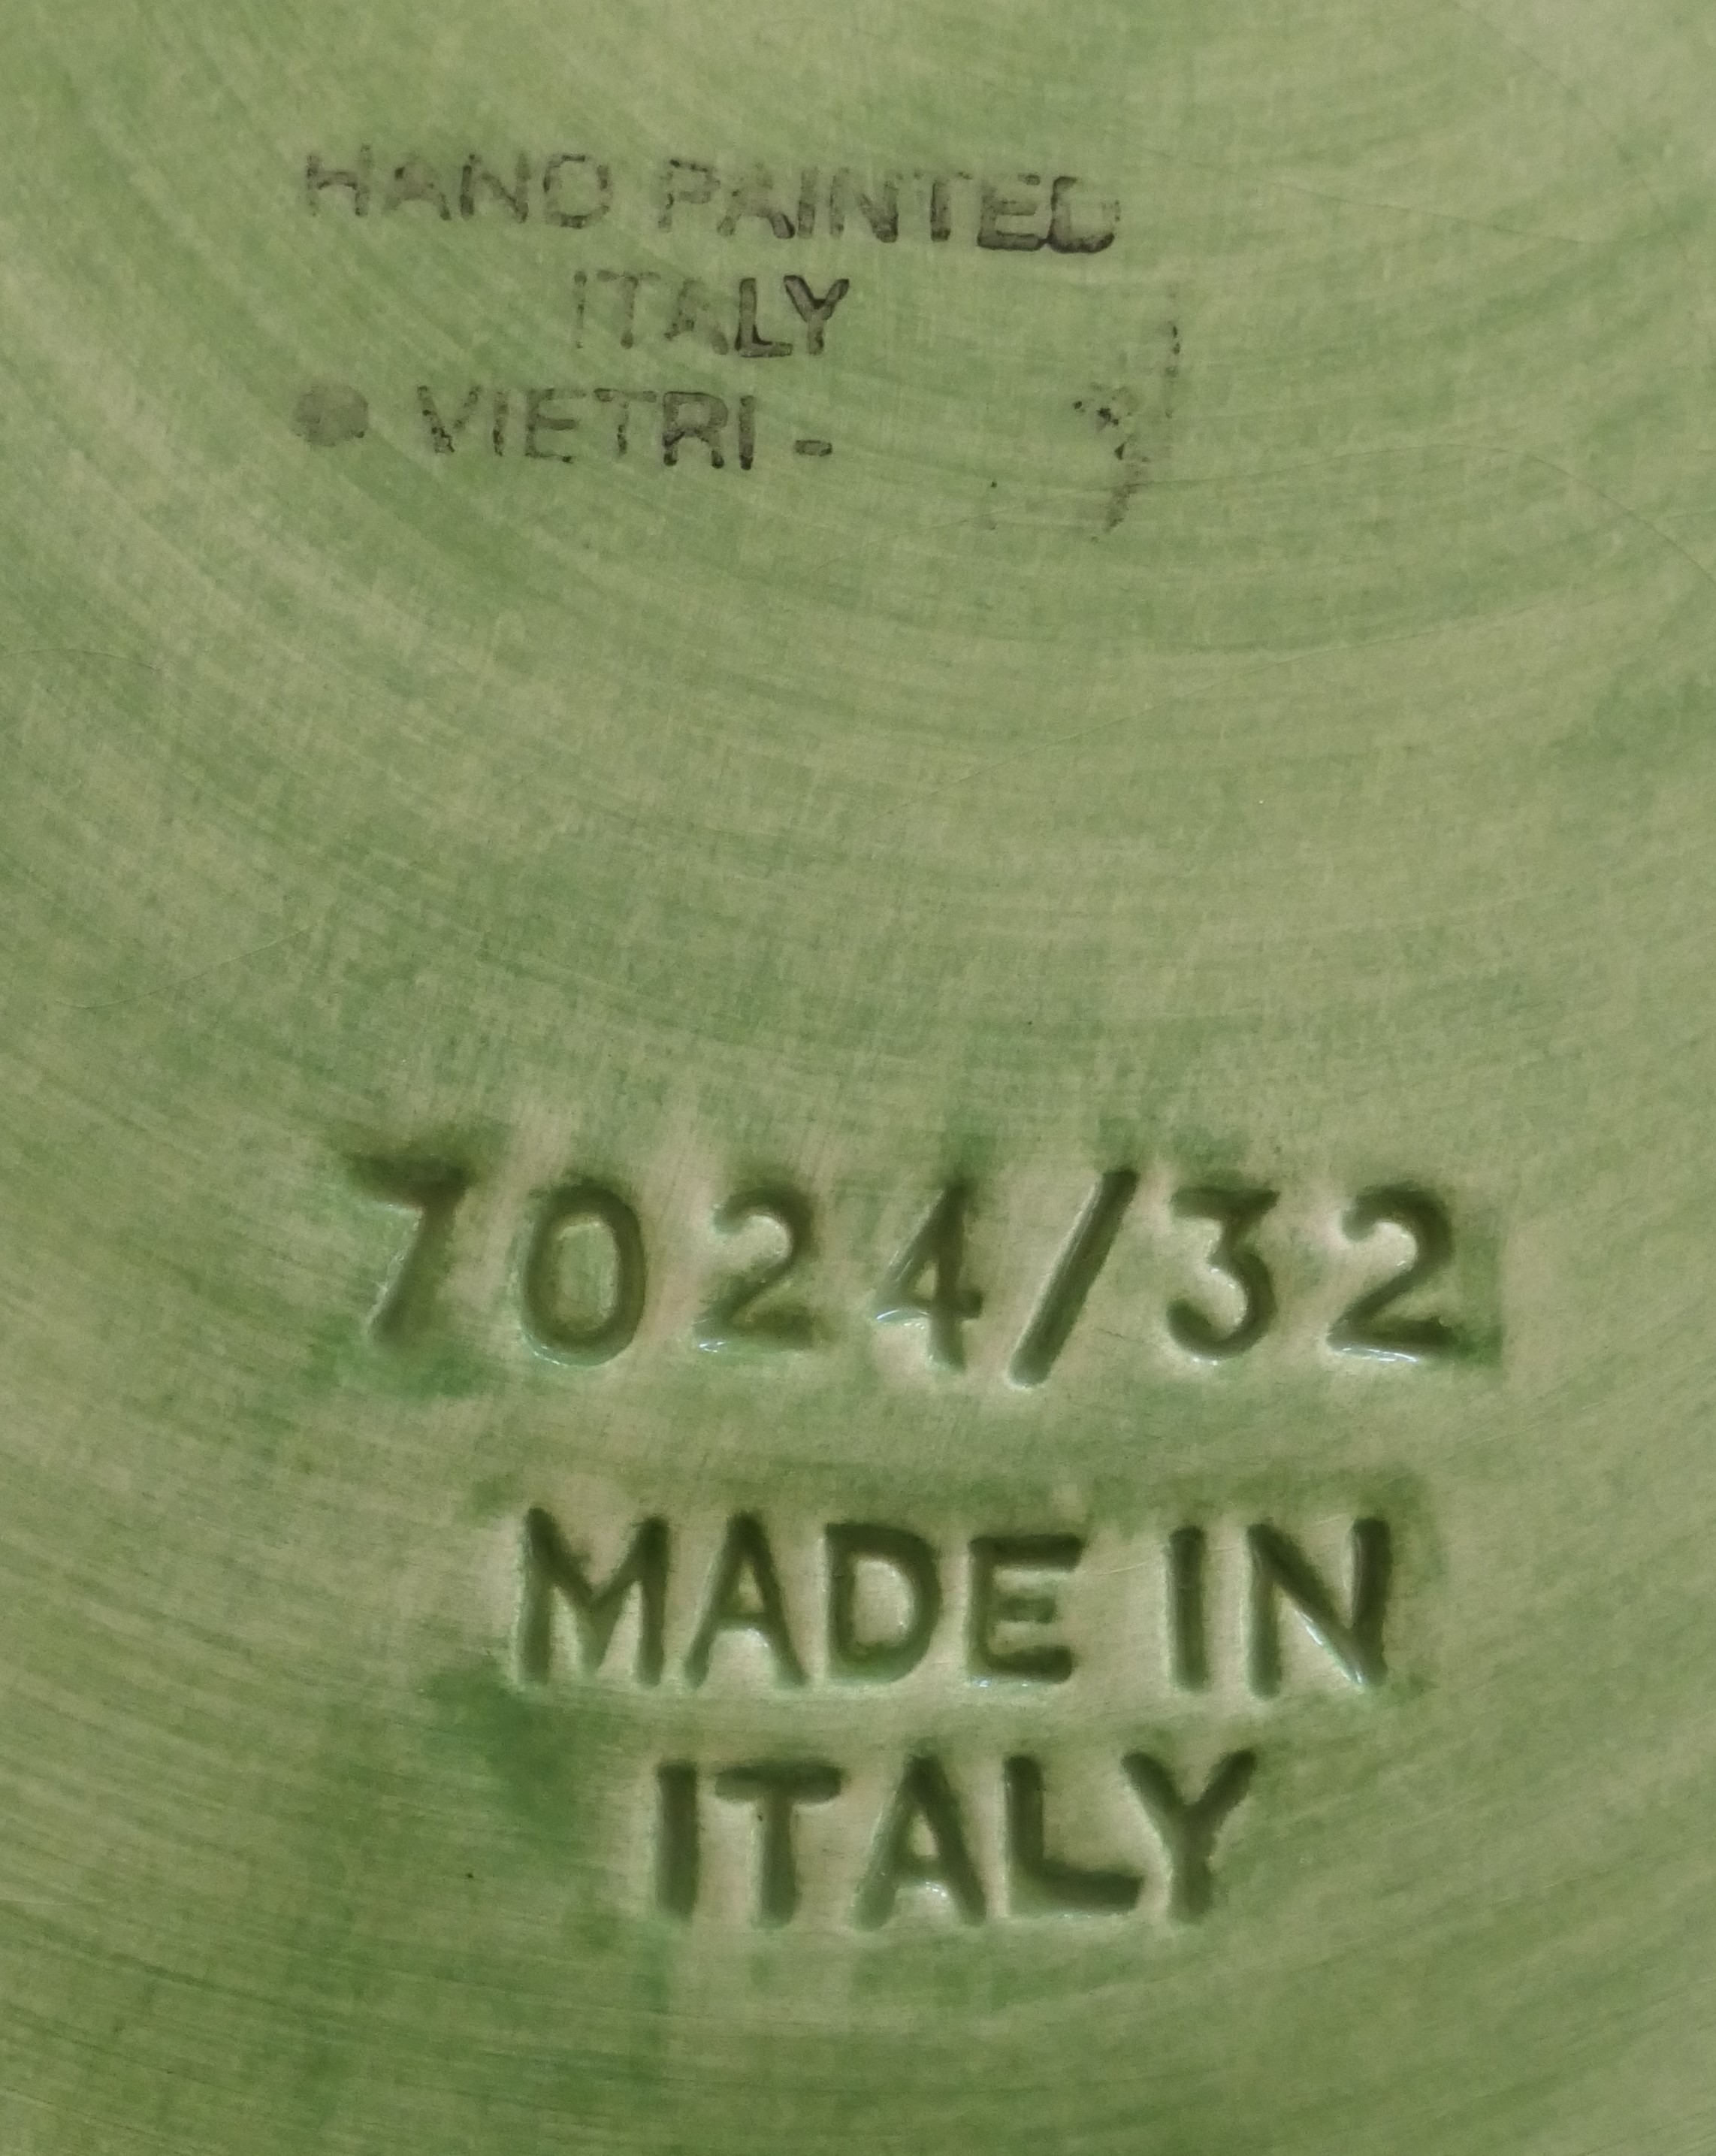 HAND PAINTED
ITALY
● VIETRI -
7024/32
MADE IN
ITALY